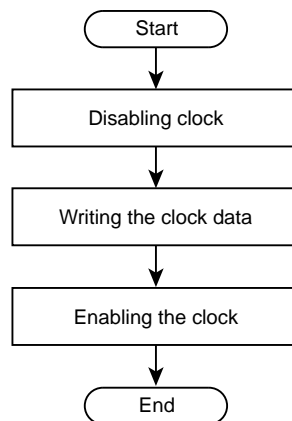 Start
Disabling clock
Writing the clock data
Enabling the clock
End